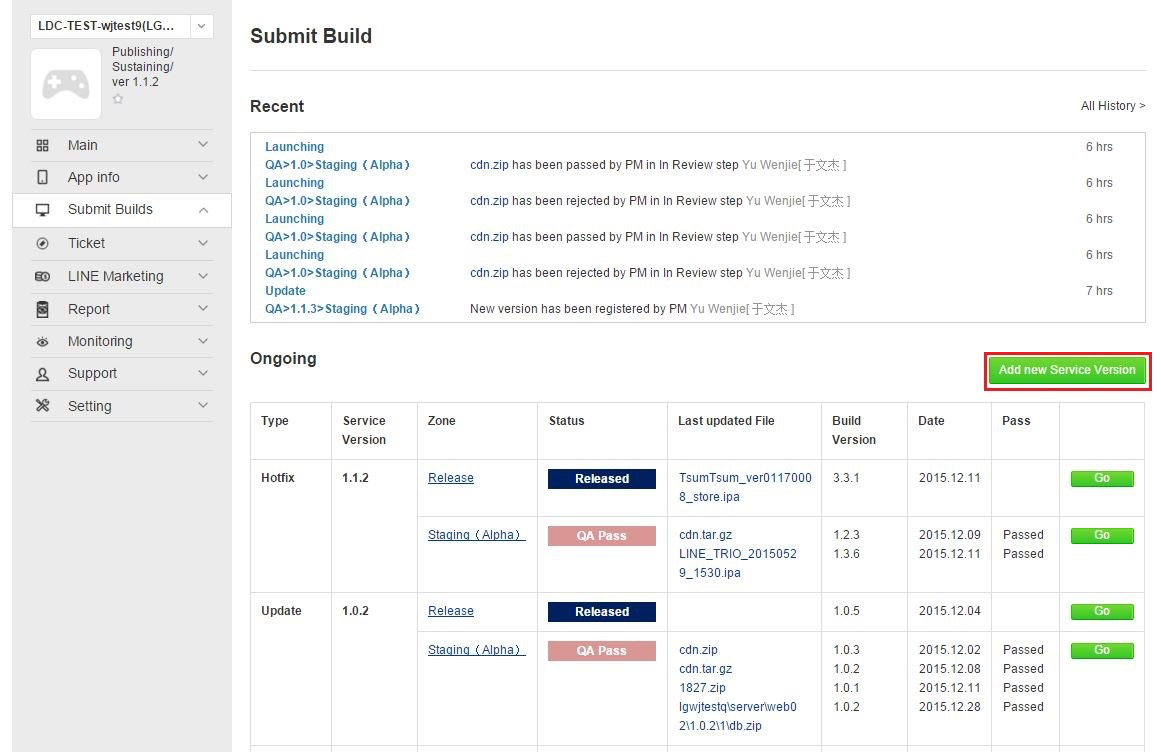 LDC-TEST-wjtest9(LG...
Publishing/
Sustaining/
ver 1.1.2
Main
App info
Submit Builds
Ticket
LINE Marketing
Report
Monitoring
Support
Setting
Submit Build
Recent
All History >
Launching
6 hrs
QA>1.0>Staging（Alpha） cdn.zip has been passed by PM in In Review step Yu Wenjie[ 于文杰 ]
Launching
6 hrs
QA>1.0>Staging（Alpha） cdn.zip has been rejected by PM in In Review step Yu Wenjie[ 于文杰 ]
Launching
6 hrs
QA>1.0>Staging（Alpha） cdn.zip has been passed by PM in In Review step Yu Wenjie[ 于文杰 ]
Launching
6 hrs
QA>1.0>Staging（Alpha） cdn.zip has been rejected by PM in In Review step Yu Wenjie[ 于文杰 ]
Update
7 hrs
QA>1.1.3>Staging（Alpha） New version has been registered by PM Yu Wenjie[ 于文杰 ]
Ongoing
Add new Service Version
Type
Service
Version
Zone
Status
Last updated File
Build
Version
Date
Pass
Hotfix
1.1.2
Release
Released
TsumTsum_ver0117000
8_store.ipa
3.3.1
2015.12.11
Go
Staging（Alpha）
QA Pass
cdn.tar.gz
LINE_TRIO_2015052
9_1530.ipa
1.2.3
1.3.6
2015.12.09
2015.12.11
Passed
Passed
Go
Update
1.0.2
Release
Released
1.0.5
2015.12.04
Go
Staging（Alpha）
QA Pass
cdn.zip
cdn.tar.gz
1827.zip
lgwjtestq\server\web0
2\1.0.2\1\db.zip
1.0.3
1.0.2
1.0.1
1.0.2
2015.12.02
2015.12.08
2015.12.11
2015.12.28
Passed
Passed
Passed
Passed
Go